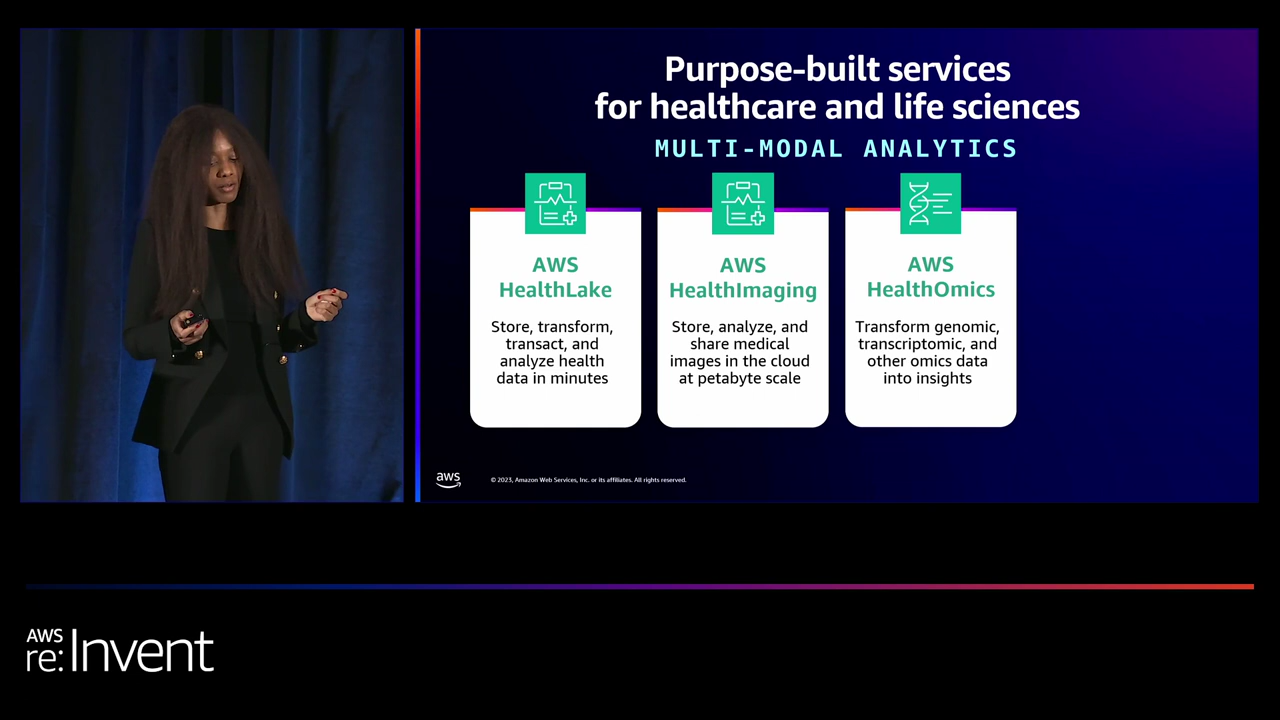 Purpose-built services
for healthcare and life sciences
MULTI-MODAL ANALYTICS
AWS
HealthLake
Store, transform,
transact, and
analyze health
data in minutes
AWS
HealthImaging
Store, analyze, and
share medical
images in the cloud
at petabyte scale
AWS
HealthOmics
Transform genomic,
transcriptomic, and
other omics data
into insights
aws
© 2023, Amazon Web Services, Inc. or its affiliates. All rights reserved.
AWS
re:Invent